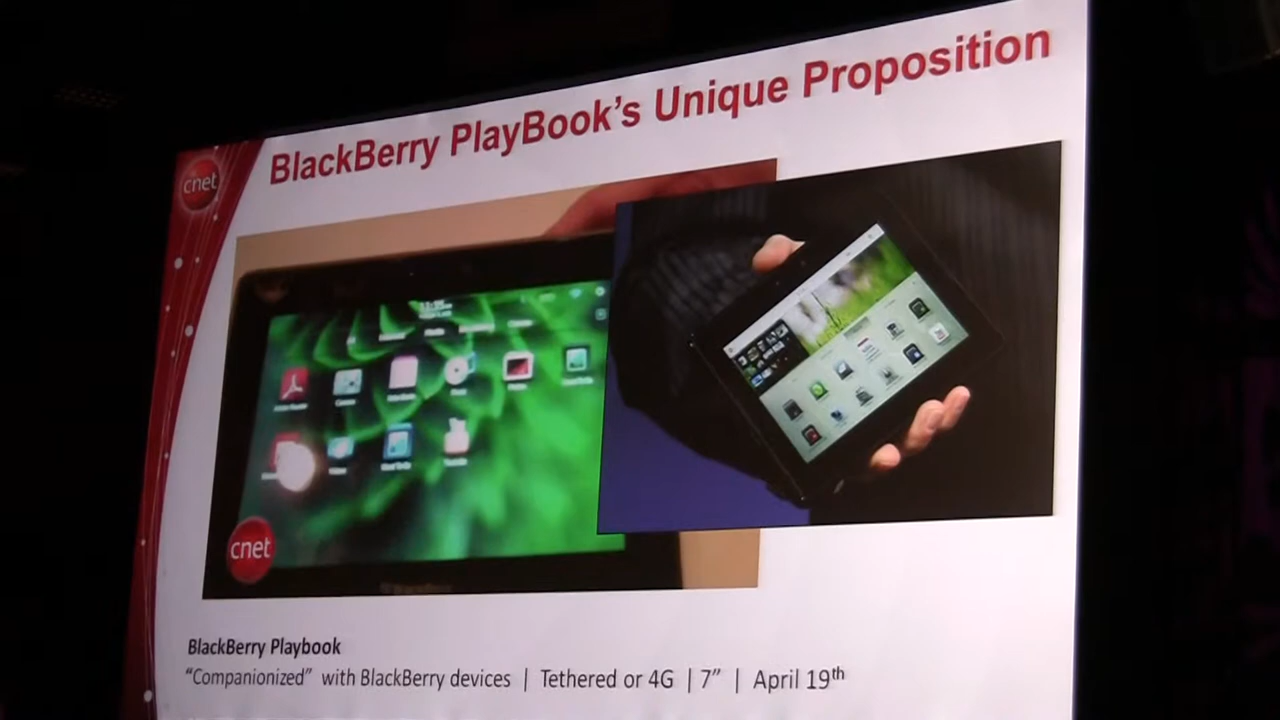 BlackBerry PlayBook's Unique Proposition
cnet
cnet
BlackBerry Playbook
“Companionized” with BlackBerry devices | Tethered or 4G | 7” | April 19th